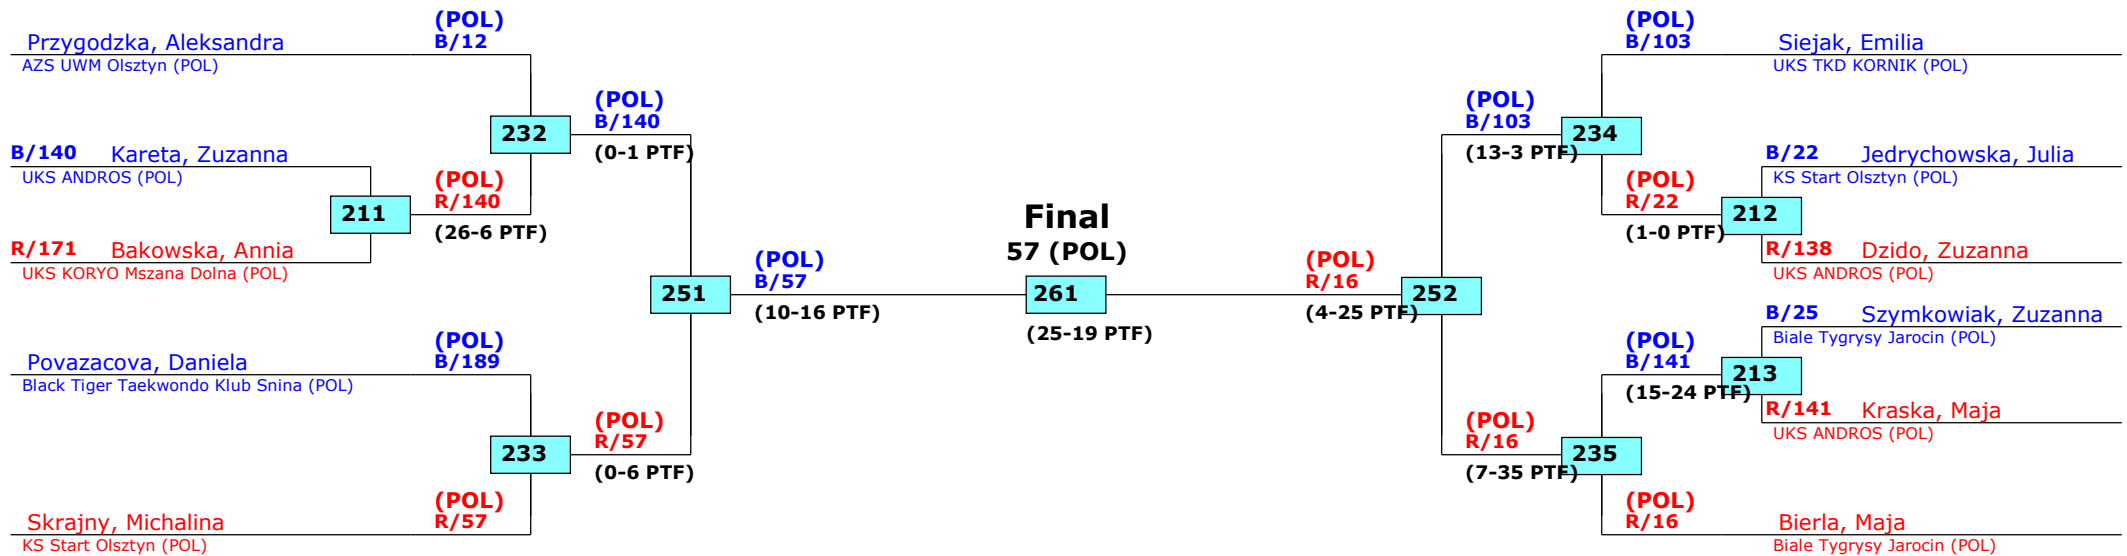 (POL)
Przygodzka, Aleksandra B/12
AZS UWM Olsztyn (POL)
232
(POL)
B/140
(0-1 PTF)
B/140 Kareta, Zuzanna
UKS ANDROS (POL)
211
(POL)
R/140
(26-6 PTF)
R/171 Bakowska, Annia
UKS KORYO Mszana Dolna (POL)
251
(POL)
B/57
(10-16 PTF)
(POL)
Povazacova, Daniela B/189
Black Tiger Taekwondo Klub Snina (POL)
233
(POL)
R/57
(0-6 PTF)
(POL)
Skrajny, Michalina R/57
KS Start Olsztyn (POL)
Final
57 (POL)
261
(25-19 PTF)
(POL)
B/103 Siejak, Emilia
UKS TKD KORNIK (POL)
(POL)
B/103
234
(13-3 PTF)
B/22 Jedrychowska, Julia
KS Start Olsztyn (POL)
(POL)
R/22
212
(1-0 PTF)
R/138 Dzido, Zuzanna
UKS ANDROS (POL)
(POL)
R/16
252
(4-25 PTF)
B/25 Szymkowiak, Zuzanna
Biale Tygrysy Jarocin (POL)
(POL)
B/141
213
(15-24 PTF)
R/141 Kraska, Maja
UKS ANDROS (POL)
(POL)
R/16
235
(7-35 PTF)
(POL)
R/16 Bierla, Maja
Biale Tygrysy Jarocin (POL)